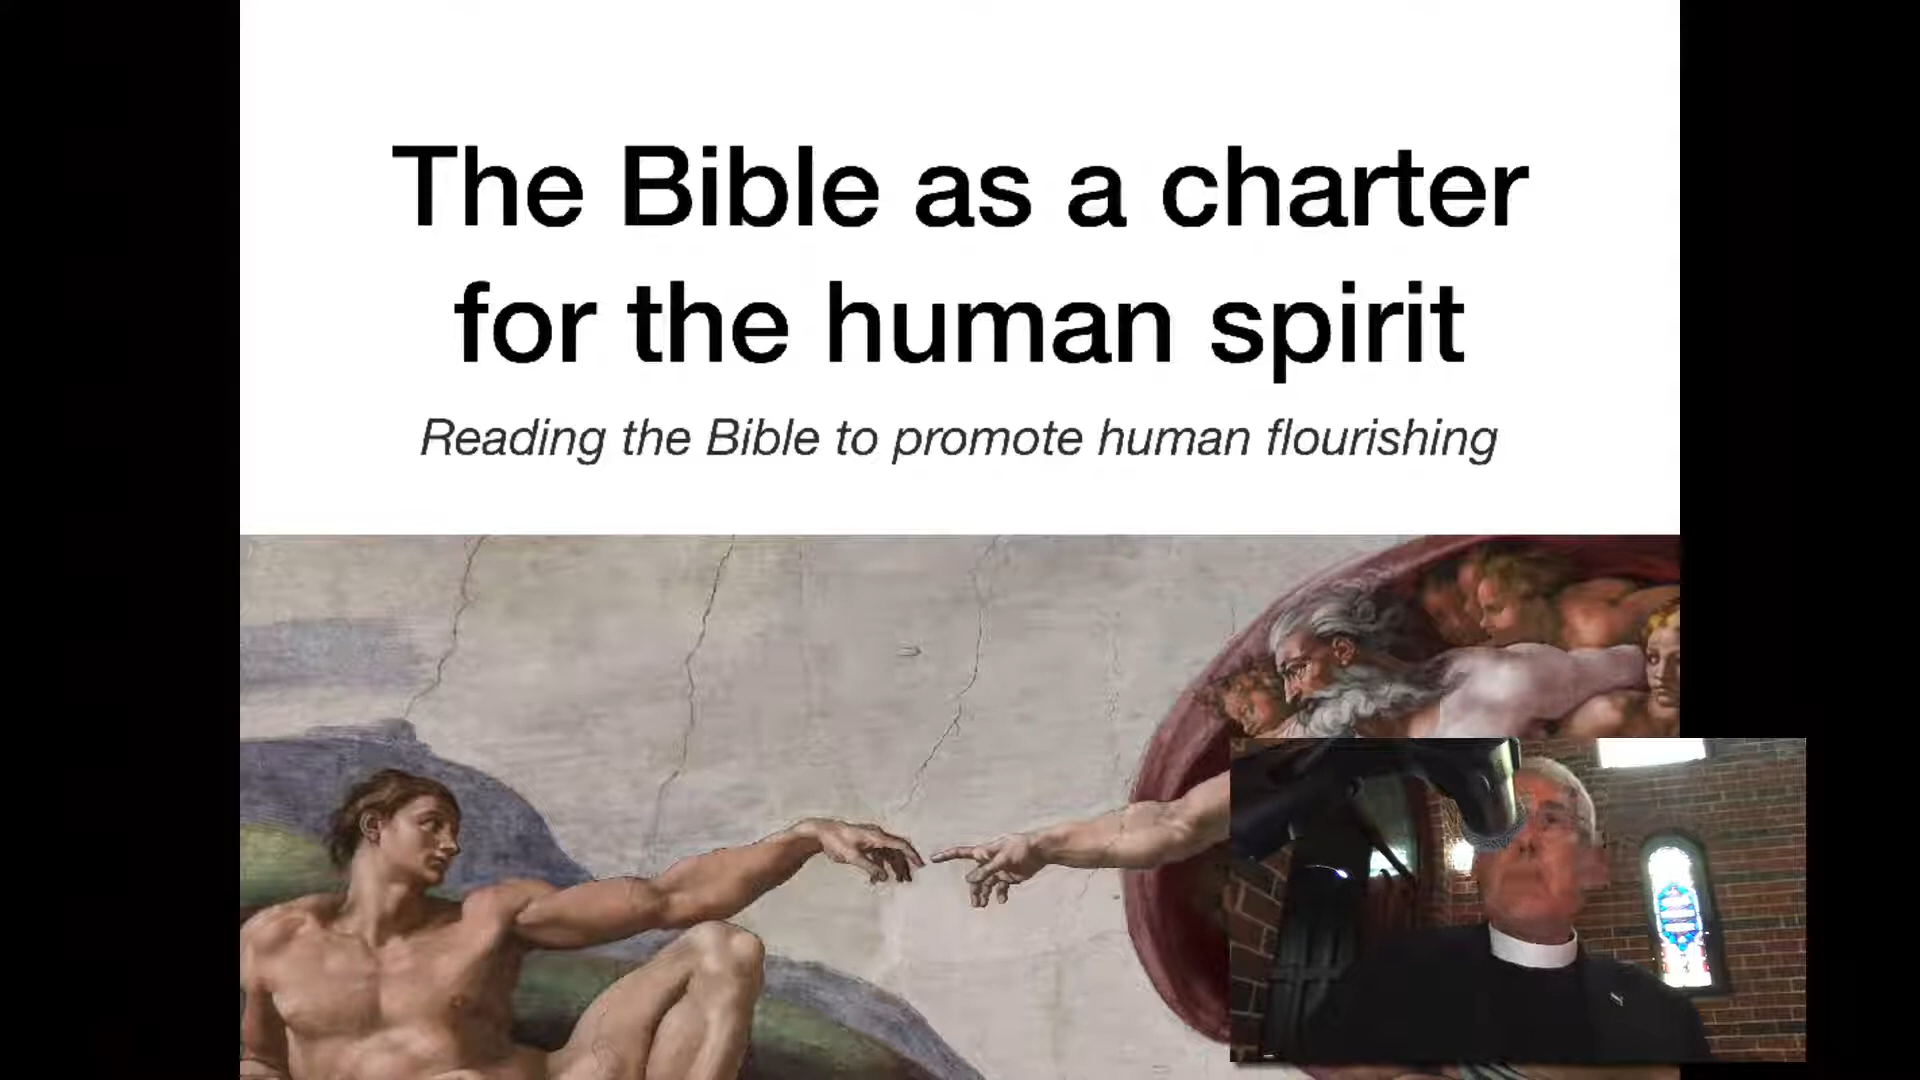 The Bible as a charter
for the human spirit
Reading the Bible to promote human flourishing